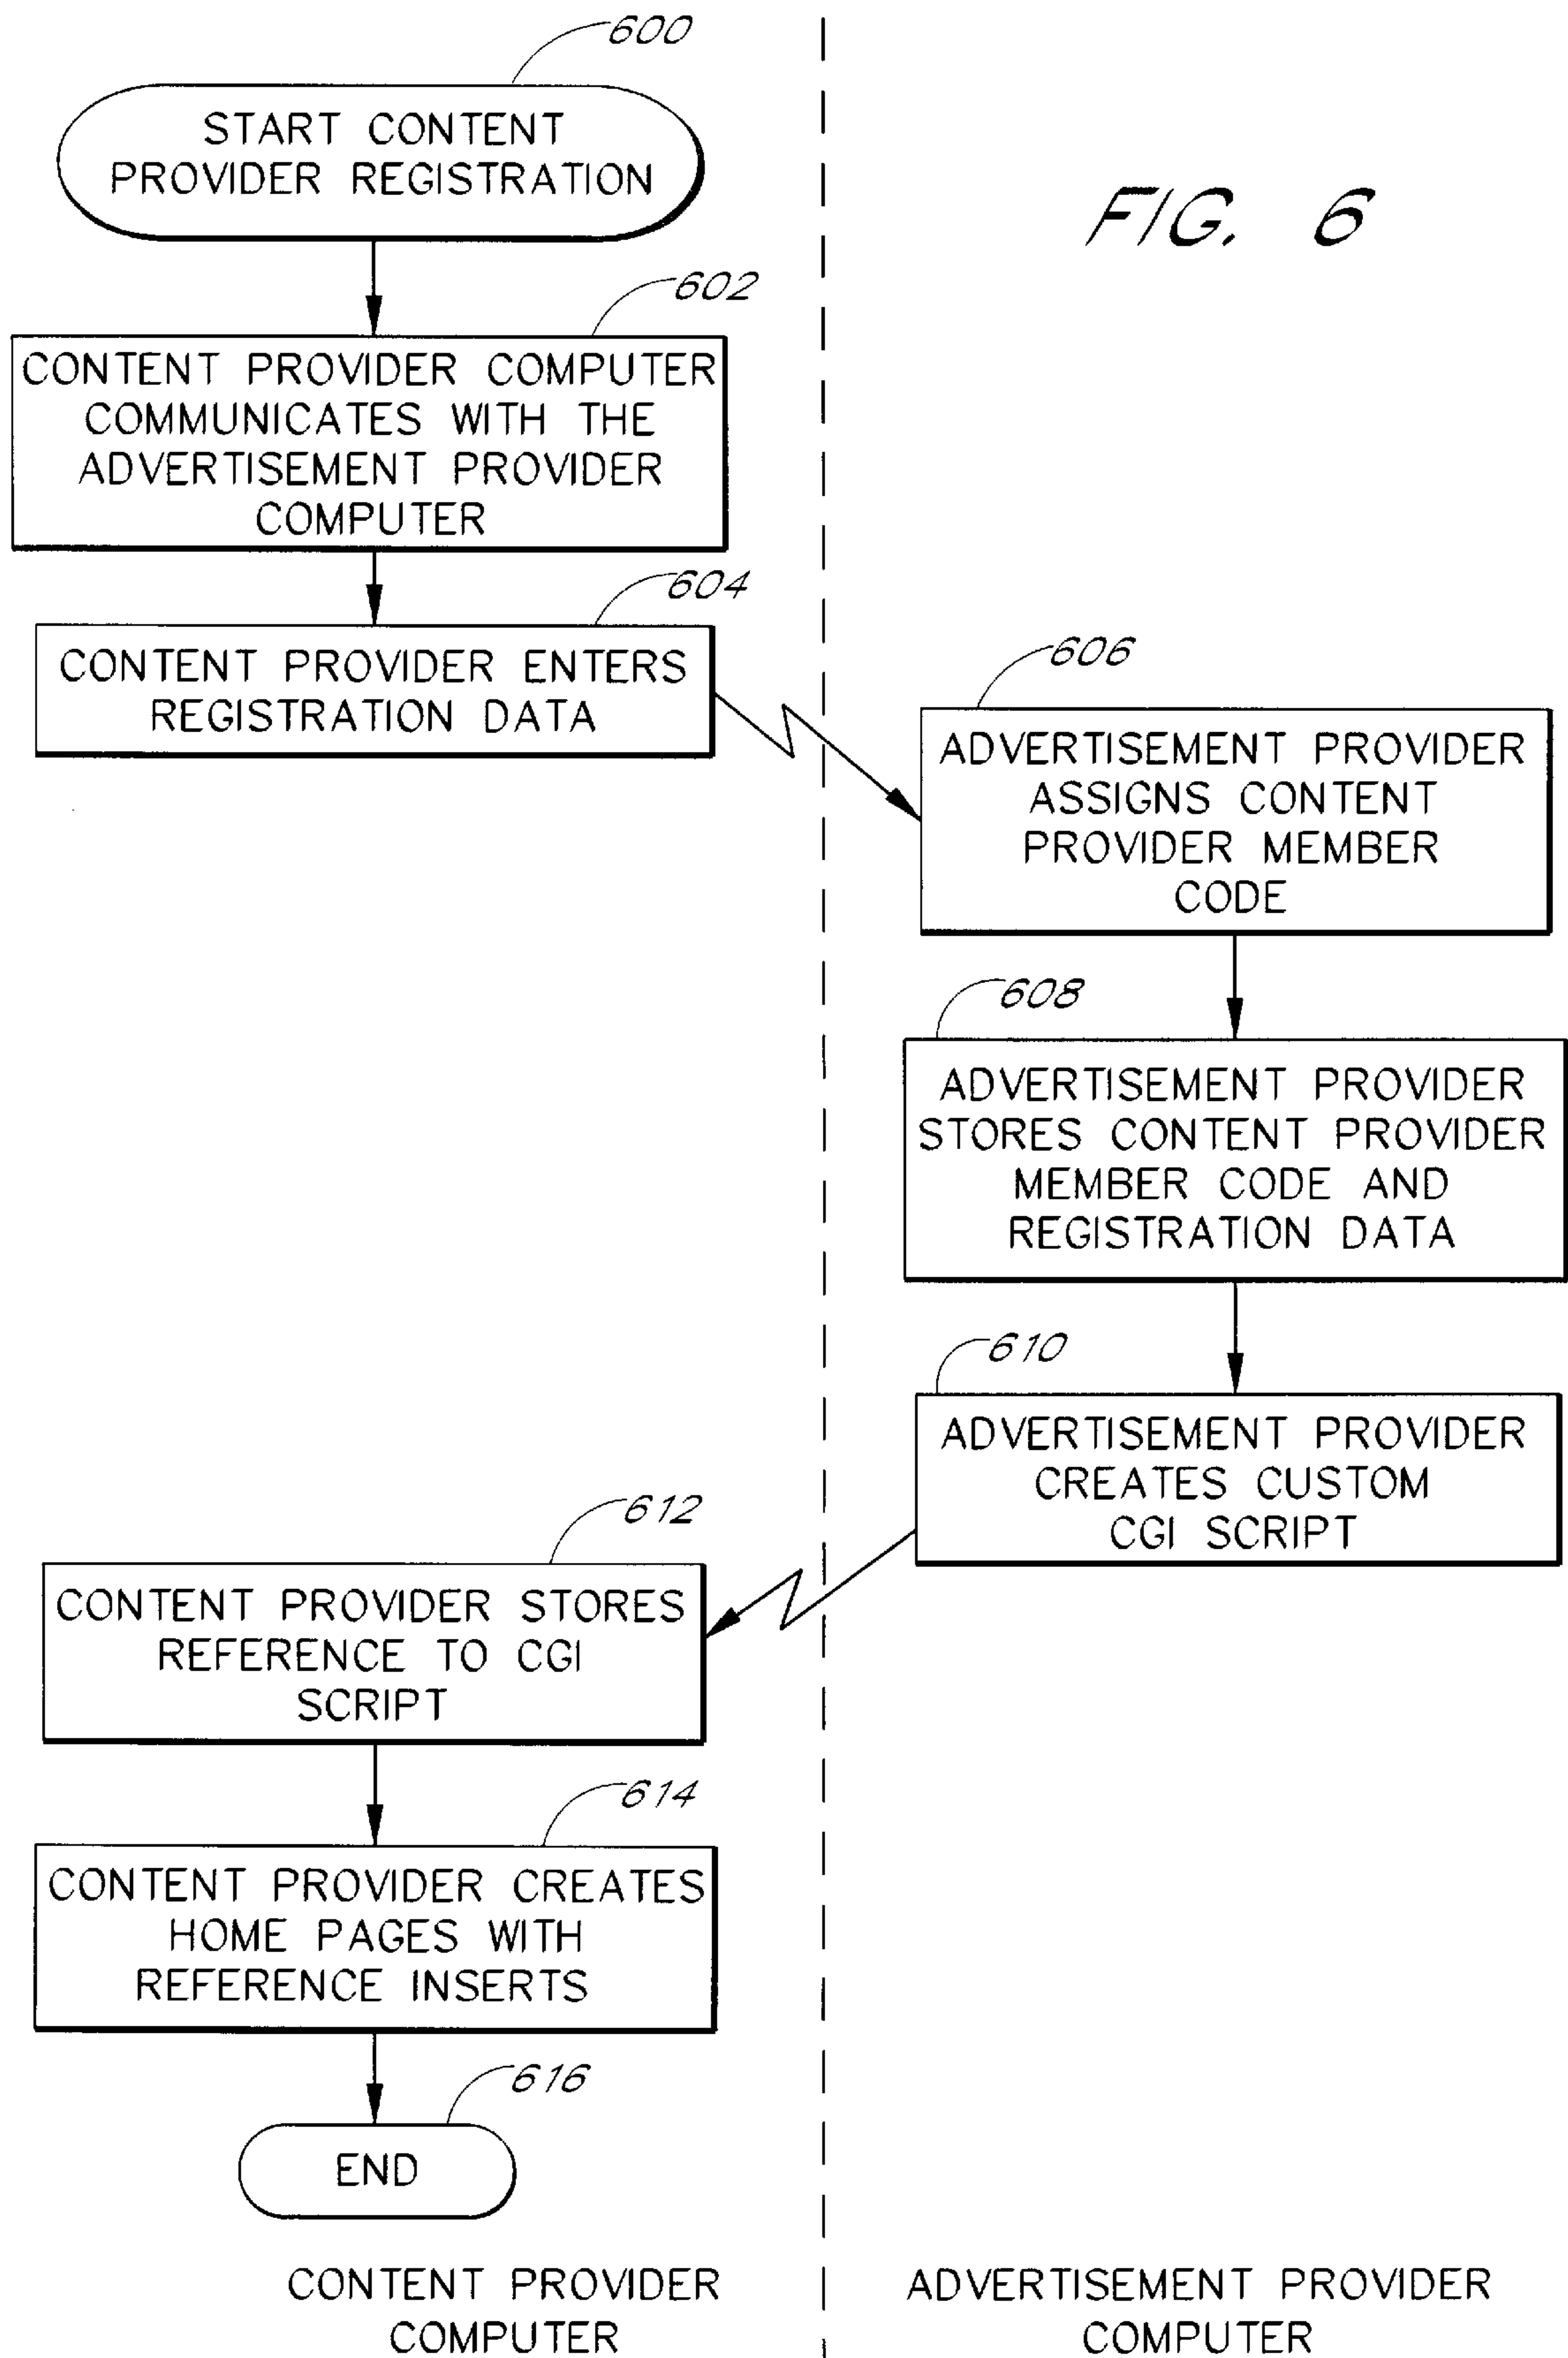 600
START CONTENT
PROVIDER REGISTRATION
FIG. 6
602
CONTENT PROVIDER COMPUTER
COMMUNICATES WITH THE
ADVERTISEMENT PROVIDER
COMPUTER
604
CONTENT PROVIDER ENTERS
REGISTRATION DATA
606
ADVERTISEMENT PROVIDER
ASSIGNS CONTENT
PROVIDER MEMBER
CODE
608
ADVERTISEMENT PROVIDER
STORES CONTENT PROVIDER
MEMBER CODE AND
REGISTRATION DATA
610
ADVERTISEMENT PROVIDER
CREATES CUSTOM
CGI SCRIPT
612
CONTENT PROVIDER STORES
REFERENCE TO CGI
SCRIPT
614
CONTENT PROVIDER CREATES
HOME PAGES WITH
REFERENCE INSERTS
616
END
CONTENT PROVIDER
COMPUTER
ADVERTISEMENT PROVIDER
COMPUTER